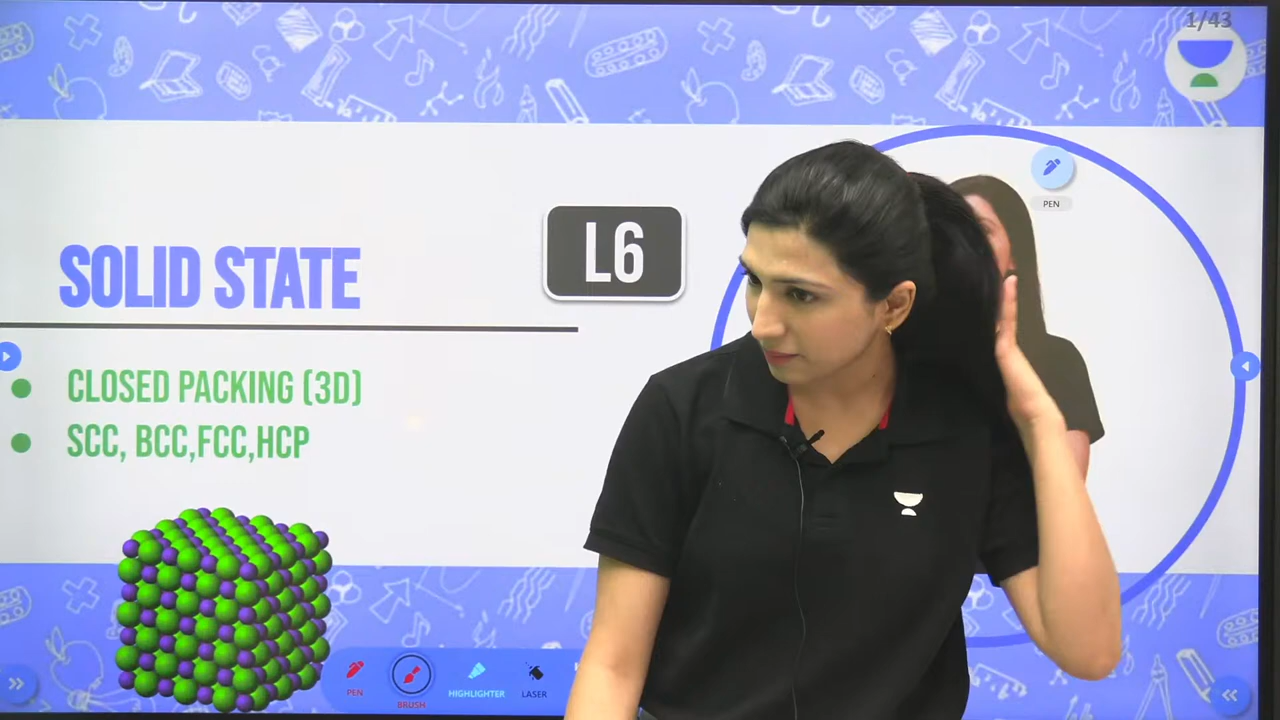 1/43
PEN
L6
SOLID STATE
CLOSED PACKING (3D)
SCC, BCC,FCC,HCP
PEN
BRUSH
HIGHLIGHTER
LASER